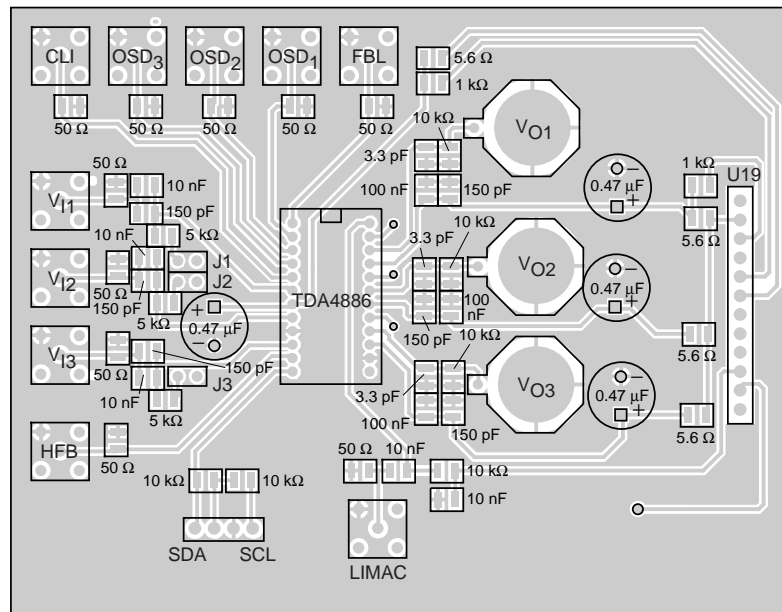 CLI OSD3 OSD2 OSD1 FBL
5.6 Ω
1 kΩ
50 Ω 50 Ω 50 Ω 50 Ω 50 Ω
10 kΩ
VO1
3.3 pF
100 nF 150 pF
0.47 µF
−
+
1 kΩ
U19
5.6 Ω
50 Ω
10 nF
VI1
150 pF
10 nF
5 kΩ
J1
VI2
J2
50 Ω
150 pF
5 kΩ
+
0.47 µF
−
TDA4886
10 kΩ
3.3 pF
VO2
100
nF
150 pF
−
0.47 µF
+
5.6 Ω
VI3
50 Ω
150 pF
10 nF
J3
5 kΩ
10 kΩ
3.3 pF
VO3
100 nF
150 pF
−
0.47 µF
+
5.6 Ω
HFB
50 Ω
50 Ω 10 nF
10 kΩ
10 nF
10 kΩ 10 kΩ
SDA SCL
LIMAC